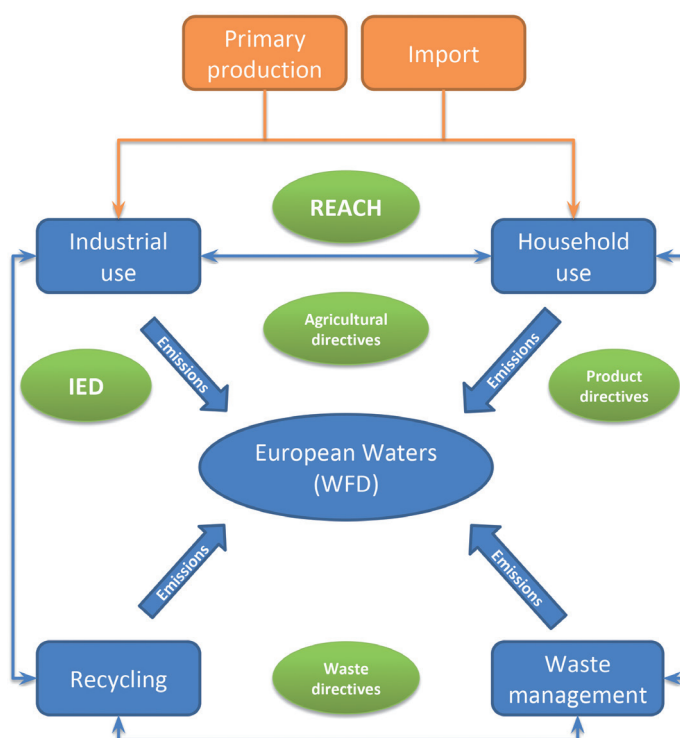 Primary
production
Import
REACH
Industrial
use
Household
use
Agricultural
directives
Emissions
Emissions
IED
Product
directives
European Waters
(WFD)
Emissions
Emissions
Recycling
Waste
directives
Waste
management